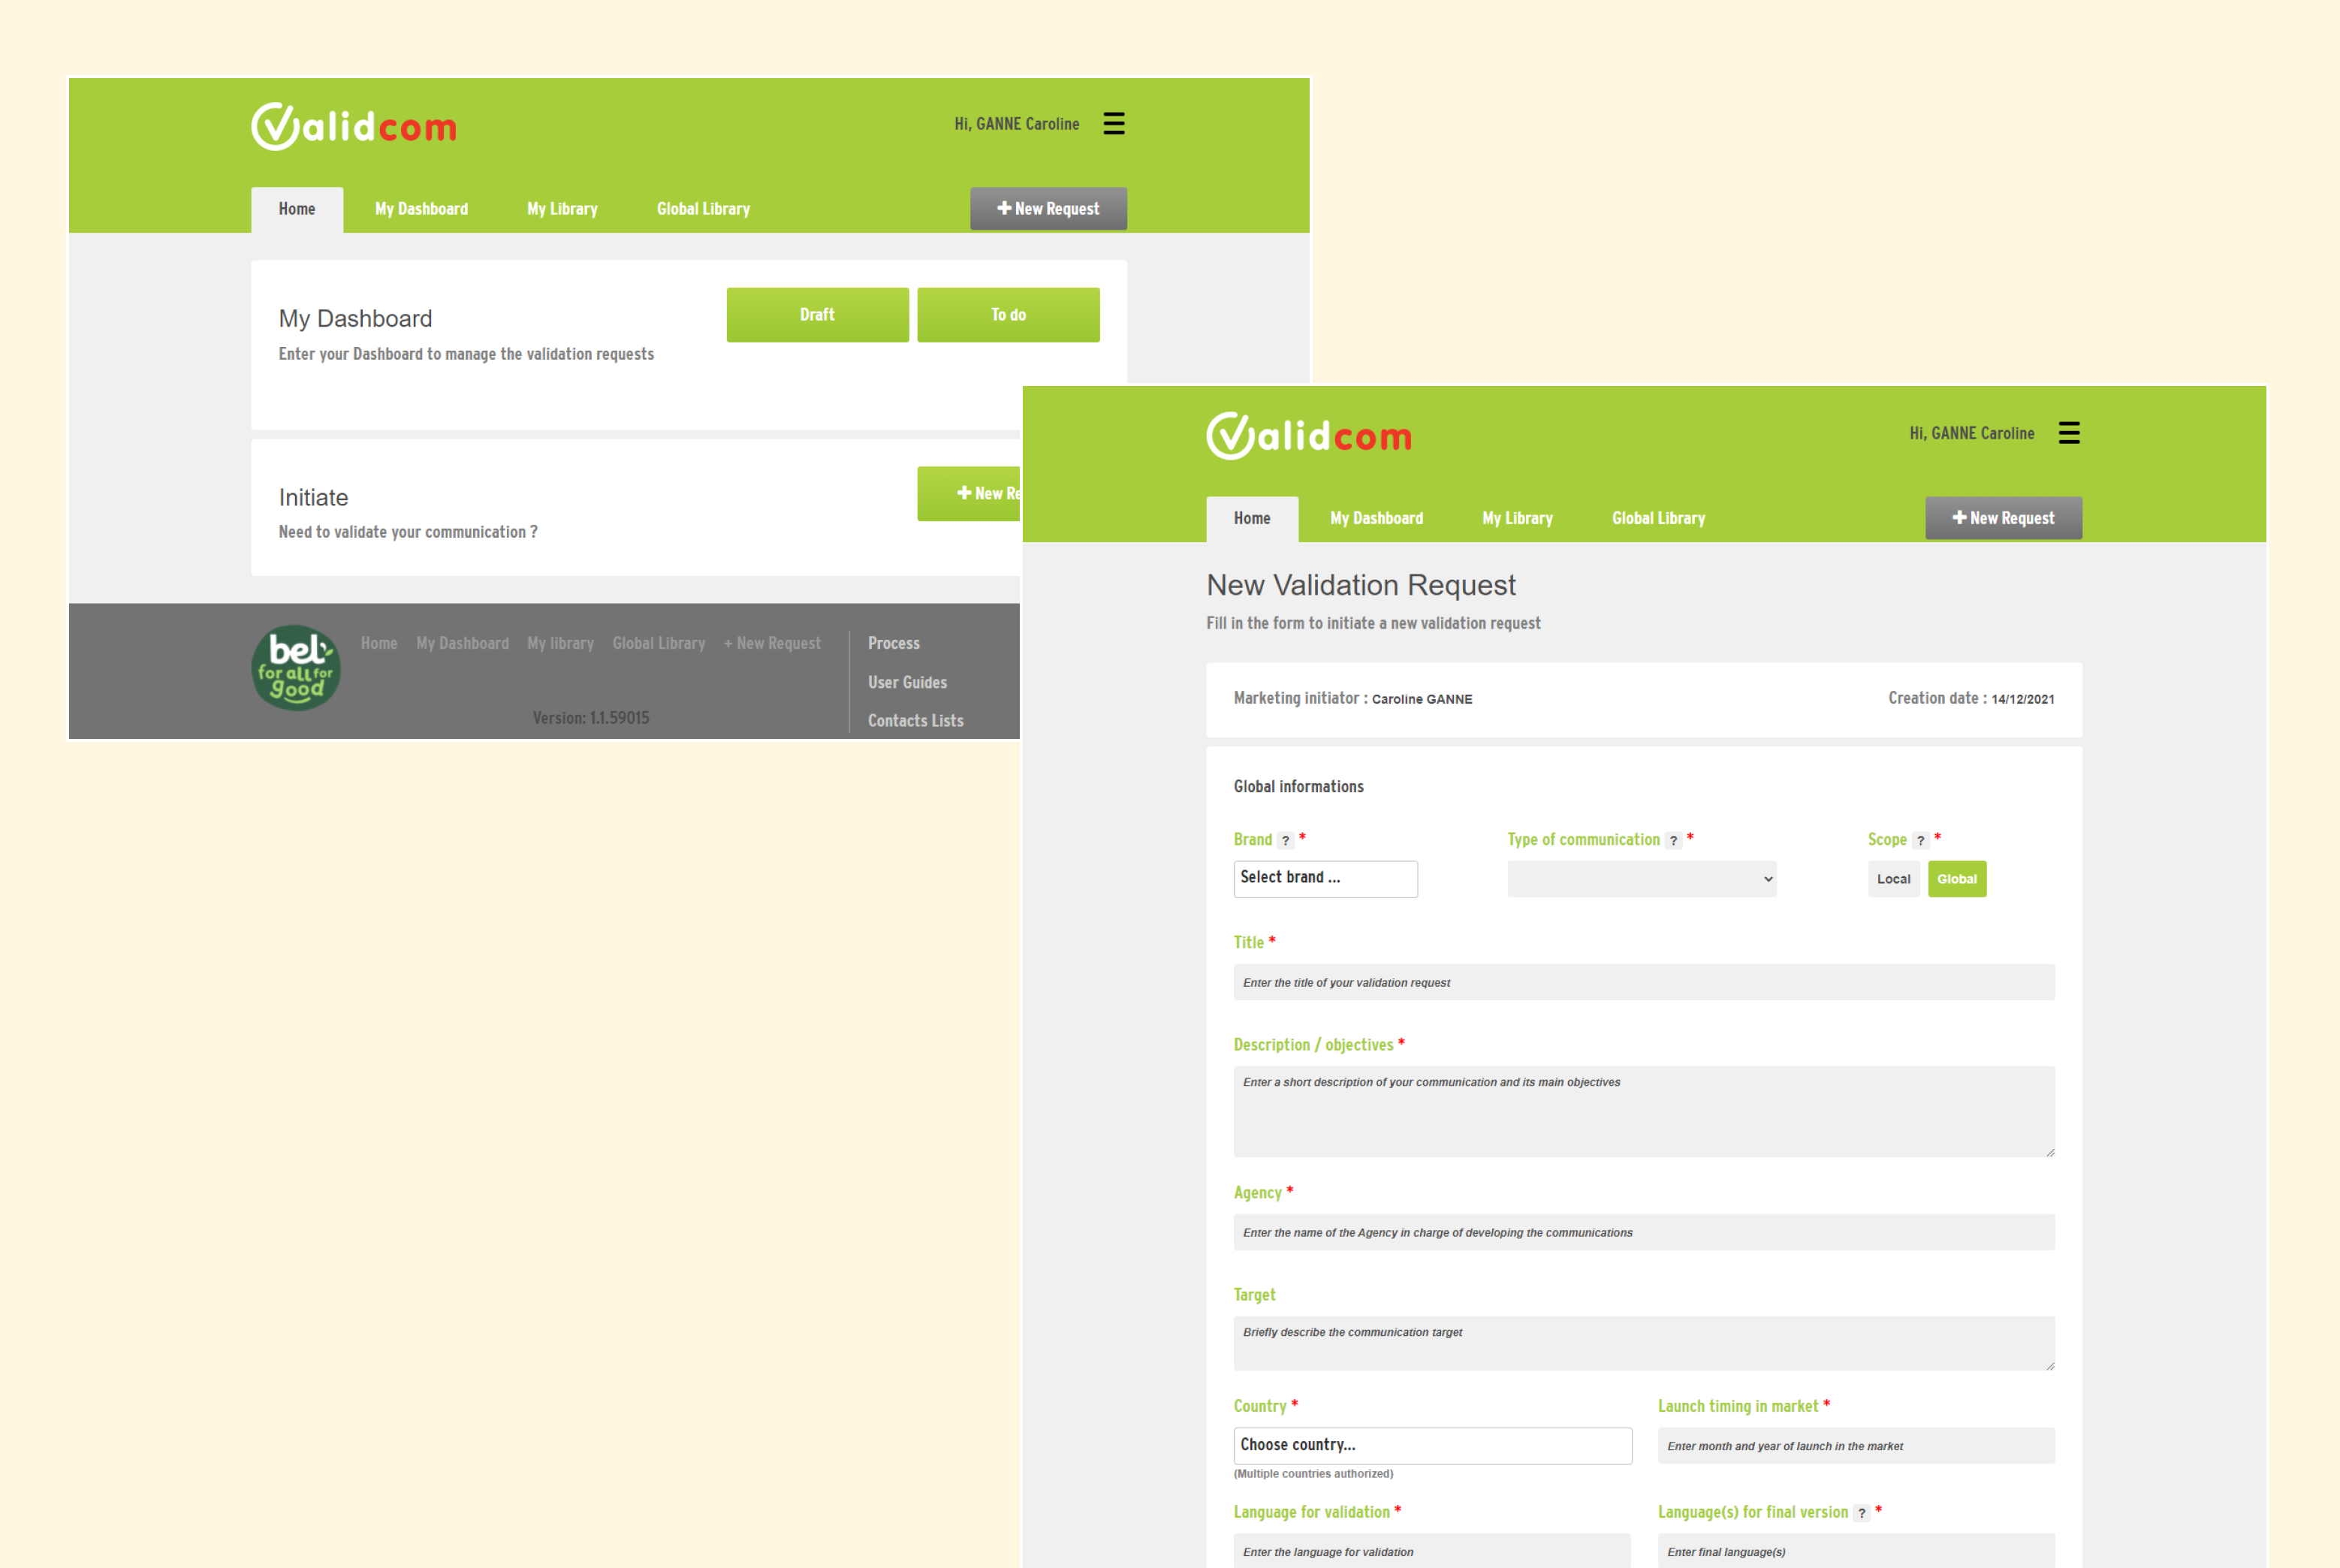 Validcom
Hi, GANNE Caroline
Home My Dashboard My Library Global Library + New Request
My Dashboard
Enter your Dashboard to manage the validation requests
Draft To do
Initiate
Need to validate your communication ?
+ New Re
bel
for all for
good
Home My Dashboard My library Global Library + New Request
Version: 1.1.59015
Process
User Guides
Contacts Lists
Validcom
Hi, GANNE Caroline
Home My Dashboard My Library Global Library + New Request
New Validation Request
Fill in the form to initiate a new validation request
Marketing initiator : Caroline GANNE Creation date : 14/12/2021
Global informations
Brand ? * Type of communication ? * Scope ? *
Select brand ... Local Global
Title *
Enter the title of your validation request
Description / objectives *
Enter a short description of your communication and its main objectives
Agency *
Enter the name of the Agency in charge of developing the communications
Target
Briefly describe the communication target
Country * Launch timing in market *
Choose country... Enter month and year of launch in the market
(Multiple countries authorized)
Language for validation * Language(s) for final version ? *
Enter the language for validation Enter final language(s)